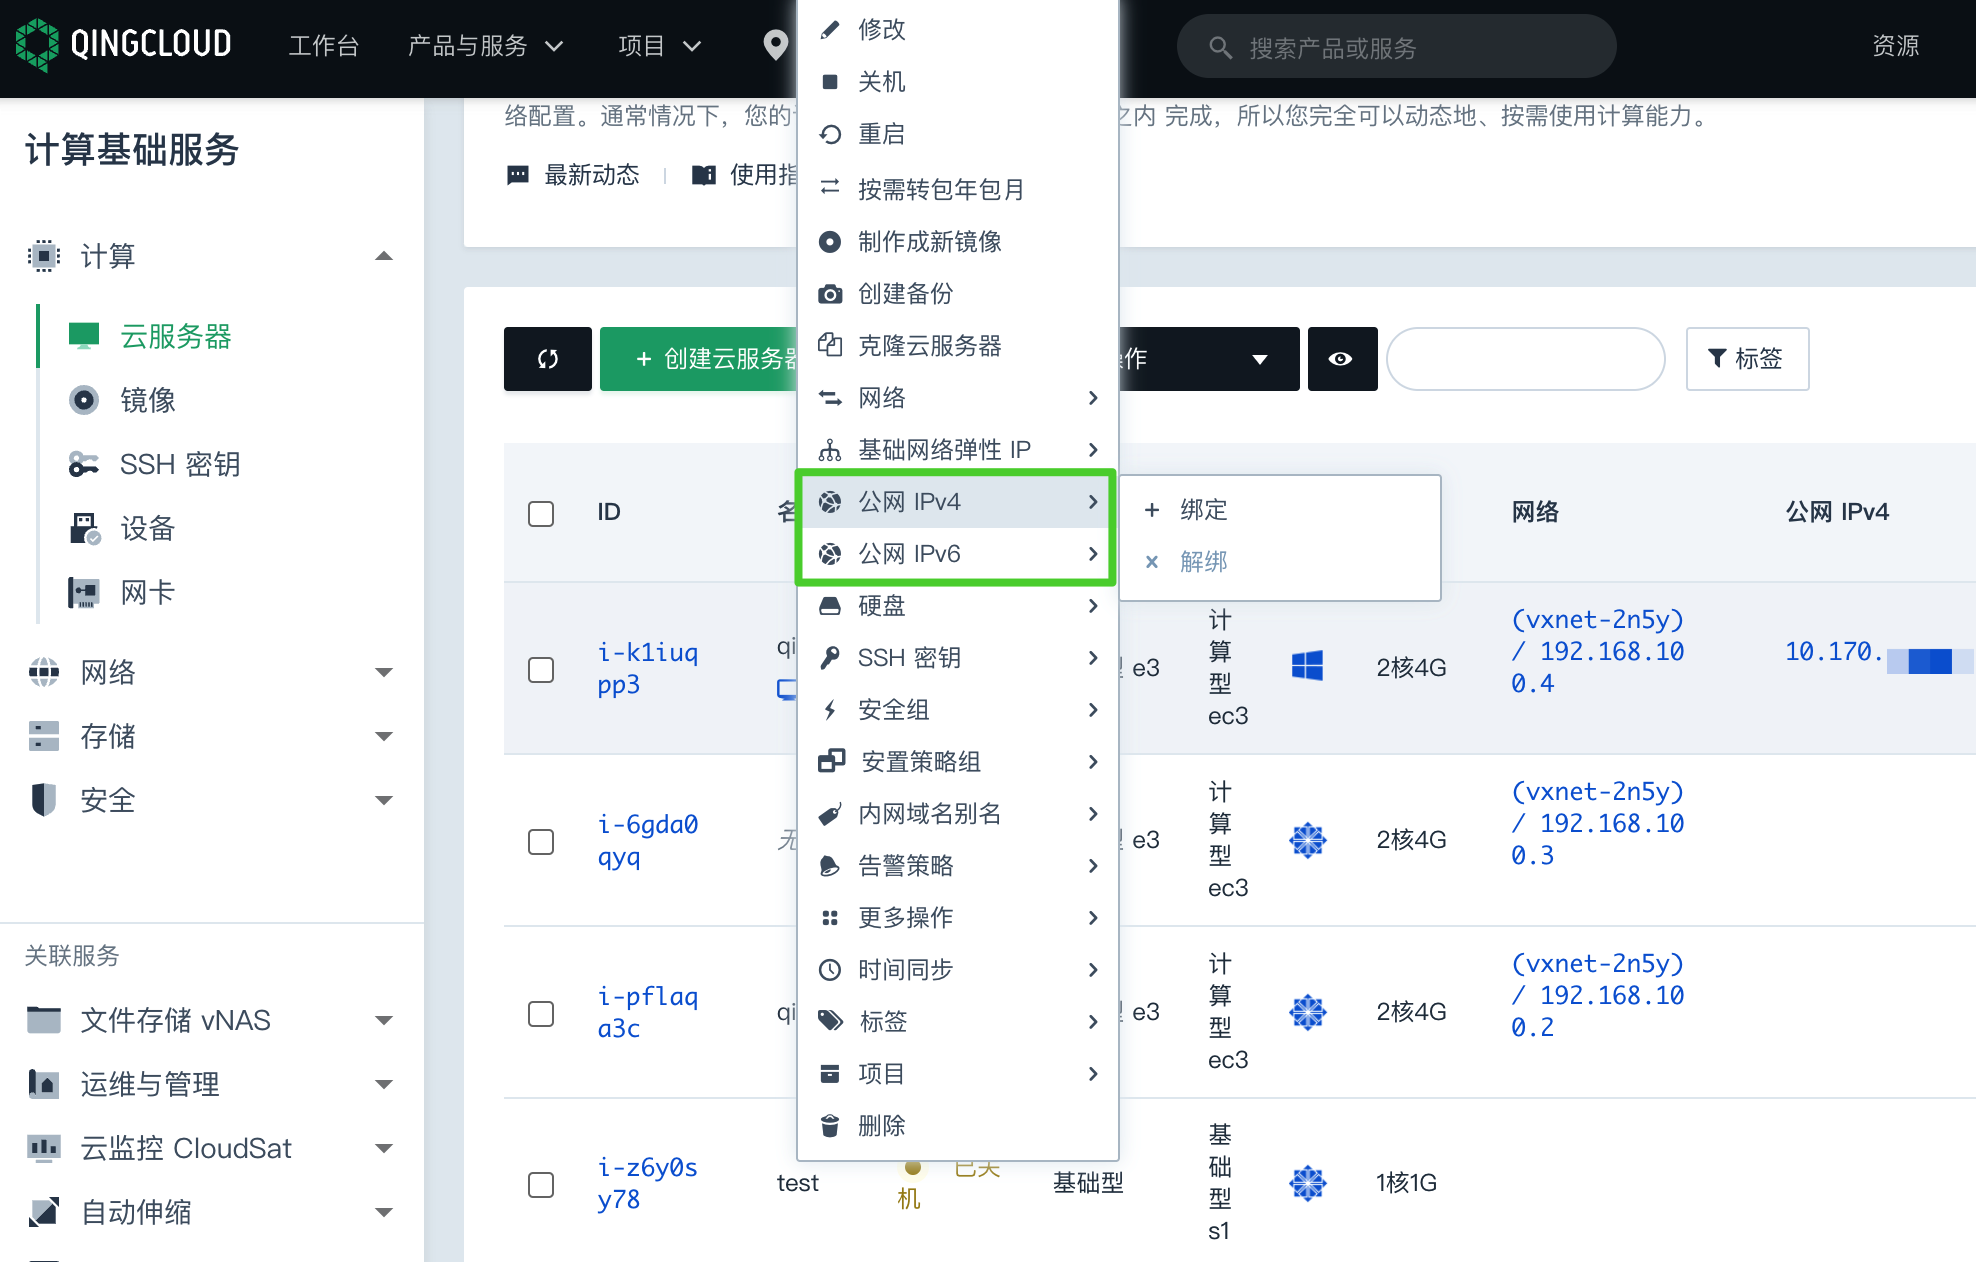 QINGCLOUD
工作台
产品与服务
项目
搜索产品或服务
资源
计算基础服务
计算
云服务器
镜像
SSH 密钥
设备
网卡
网络
存储
安全
关联服务
文件存储 vNAS
运维与管理
云监控 CloudSat
自动伸缩
络配置。通常情况下，您的
之内 完成，所以您完全可以动态地、按需使用计算能力。
最新动态
使用指
+ 创建云服务器
作
标签
修改
关机
重启
按需转包年包月
制作成新镜像
创建备份
克隆云服务器
网络
基础网络弹性 IP
公网 IPv4
公网 IPv6
硬盘
SSH 密钥
安全组
安置策略组
内网域名别名
告警策略
更多操作
时间同步
标签
项目
删除
+ 绑定
× 解绑
ID
名
网络
公网 IPv4
i-k1iuq
pp3
qi
e3
计
算
型
ec3
2核4G
(vxnet-2n5y)
/ 192.168.10
0.4
10.170.
i-6gda0
qyq
无
e3
计
算
型
ec3
2核4G
(vxnet-2n5y)
/ 192.168.10
0.3
i-pflaq
a3c
qi
e3
计
算
型
ec3
2核4G
(vxnet-2n5y)
/ 192.168.10
0.2
i-z6y0s
y78
test
已关
机
基础型
基
础
型
s1
1核1G